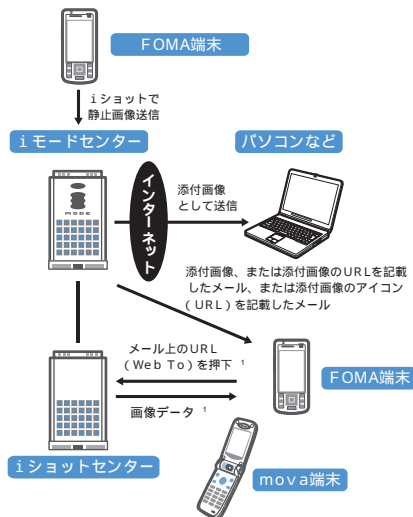 FOMA端末
iショットで
静止画像送信
iモードセンター
パソコンなど
インターネット
添付画像
として送信
MODE
添付画像、または添付画像のURLを記載
したメール、または添付画像のアイコン
(URL)を記載したメール
メール上のURL
(Web To)を押下 1
FOMA端末
画像データ 1
iショットセンター
mova端末